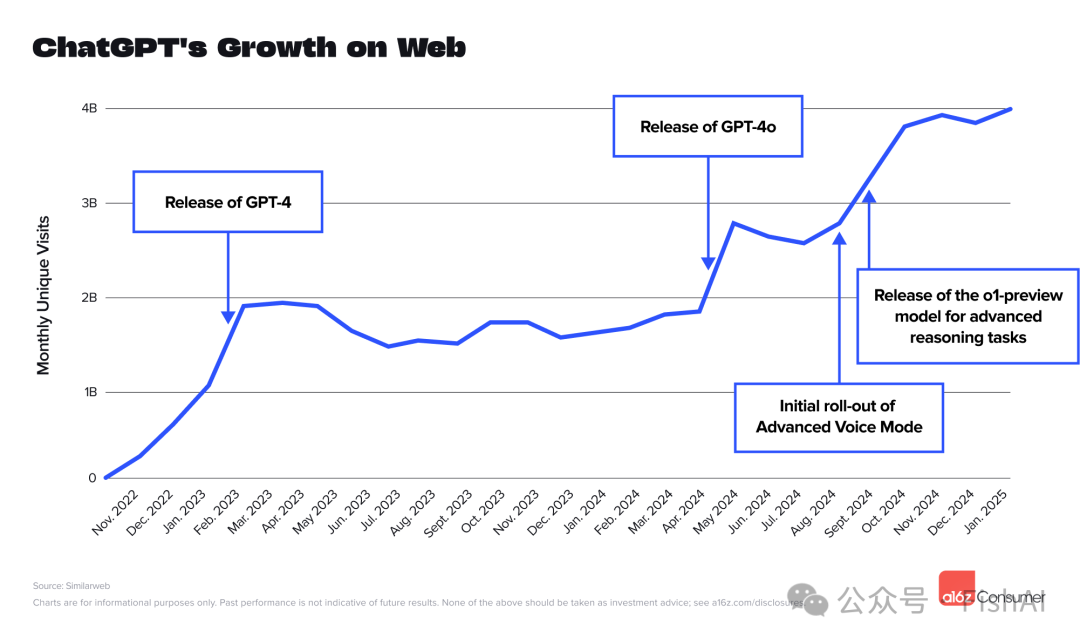 ChatGPT's Growth on Web
Monthly Unique Visits
4B
3B
2B
1B
0
Release of GPT-4
Release of GPT-4o
Release of the o1-preview
model for advanced
reasoning tasks
Initial roll-out of
Advanced Voice Mode
Nov. 2022
Dec. 2022
Jan. 2023
Feb. 2023
Mar. 2023
Apr. 2023
May 2023
Jun. 2023
Jul. 2023
Aug. 2023
Sept. 2023
Oct. 2023
Nov. 2023
Dec. 2023
Jan. 2024
Feb. 2024
Mar. 2024
Apr. 2024
May 2024
Jun. 2024
Jul. 2024
Aug. 2024
Sept. 2024
Oct. 2024
Nov. 2024
Dec. 2024
Jan. 2025
Source: Similarweb
Charts are for informational purposes only. Past performance is not indicative of future results. None of the above should be taken as investment advice; see a16z.com/disclosures
公众号 FishAI
a16z Consumer